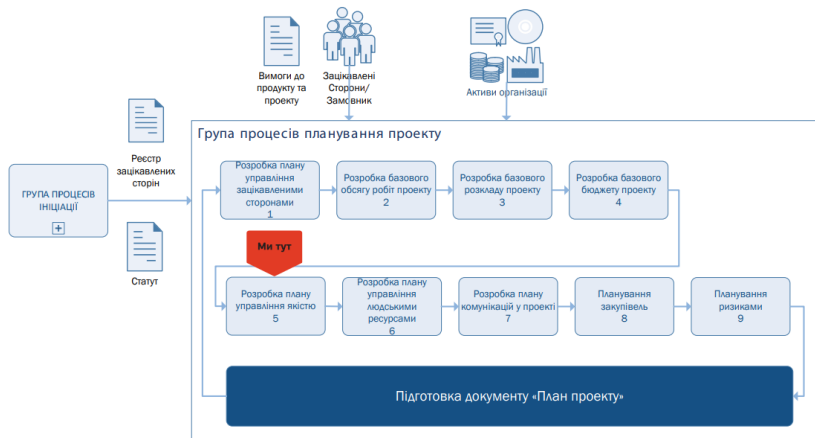 Вимоги до
продукту та
проекту
Зацікавлені
Сторони/
Замовник
Активи організації
Реєстр
зацікавлених
сторін
ГРУПА ПРОЦЕСІВ
ІНІЦІАЦІЇ
Статут
Група процесів планування проекту
Розробка плану
управління
зацікавленими
сторонами
1
Розробка базового
обсягу робіт проекту
2
Розробка базового
розкладу проекту
3
Розробка базового
бюджету проекту
4
Ми тут
Розробка плану
управління якістю
5
Розробка плану
управління
людськими
ресурсами
6
Розробка плану
комунікацій у проекті
7
Планування
закупівель
8
Планування
ризиками
9
Підготовка документу «План проекту»